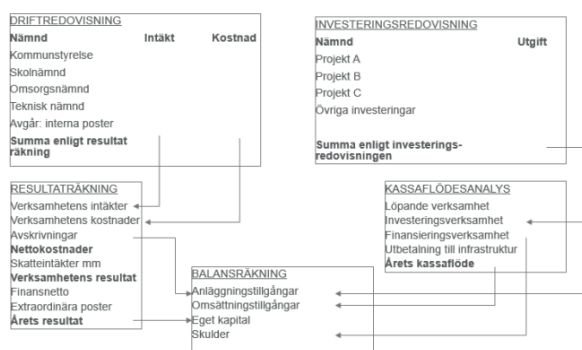 DRIFTREDOVISNING
Nämnd Intäkt Kostnad
Kommunstyrelse
Skolnämnd
Omsorgsnämnd
Teknisk nämnd
Avgår: interna poster
Summa enligt resultat
räkning
INVESTERINGSREDOVISNING
Nämnd Utgift
Projekt A
Projekt B
Projekt C
Övriga investeringar
Summa enligt investerings-
redovisningen
RESULTATRÄKNING
Verksamhetens intäkter
Verksamhetens kostnader
Avskrivningar
Nettokostnader
Skatteintäkter mm
Verksamhetens resultat
Finansnetto
Extraordinära poster
Årets resultat
KASSAFLÖDESANALYS
Löpande verksamhet
Investeringsverksamhet
Finansieringsverksamhet
Utbetalning till infrastruktur
Årets kassaflöde
BALANSRÄKNING
Anläggningstillgångar
Omsättningstillgångar
Eget kapital
Skulder